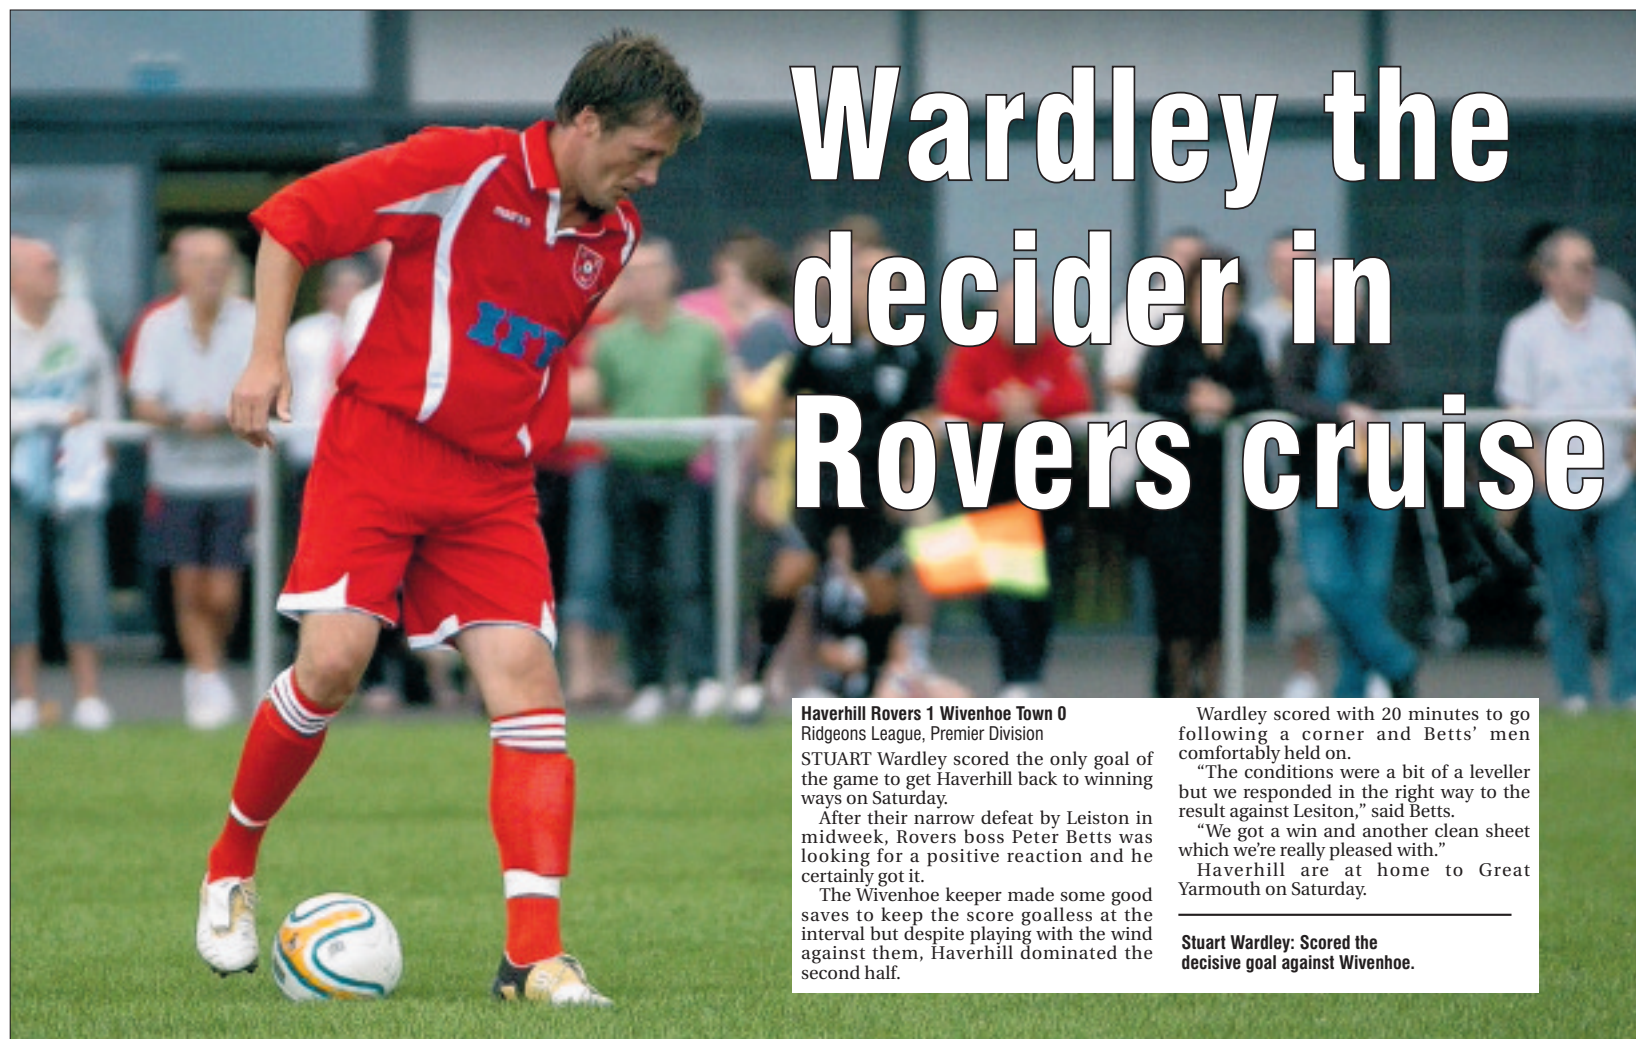 Wardley the
decider in
Rovers cruise
IFF
Haverhill Rovers 1 Wivenhoe Town 0
Ridgeons League, Premier Division
STUART Wardley scored the only goal of
the game to get Haverhill back to winning
ways on Saturday.
After their narrow defeat by Leiston in
midweek, Rovers boss Peter Betts was
looking for a positive reaction and he
certainly got it.
The Wivenhoe keeper made some good
saves to keep the score goalless at the
interval but despite playing with the wind
against them, Haverhill dominated the
second half.
Wardley scored with 20 minutes to go
following a corner and Betts' men
comfortably held on.
“The conditions were a bit of a leveller
but we responded in the right way to the
result against Lesiton,” said Betts.
“We got a win and another clean sheet
which we're really pleased with.”
Haverhill are at home to Great
Yarmouth on Saturday.
Stuart Wardley: Scored the
decisive goal against Wivenhoe.